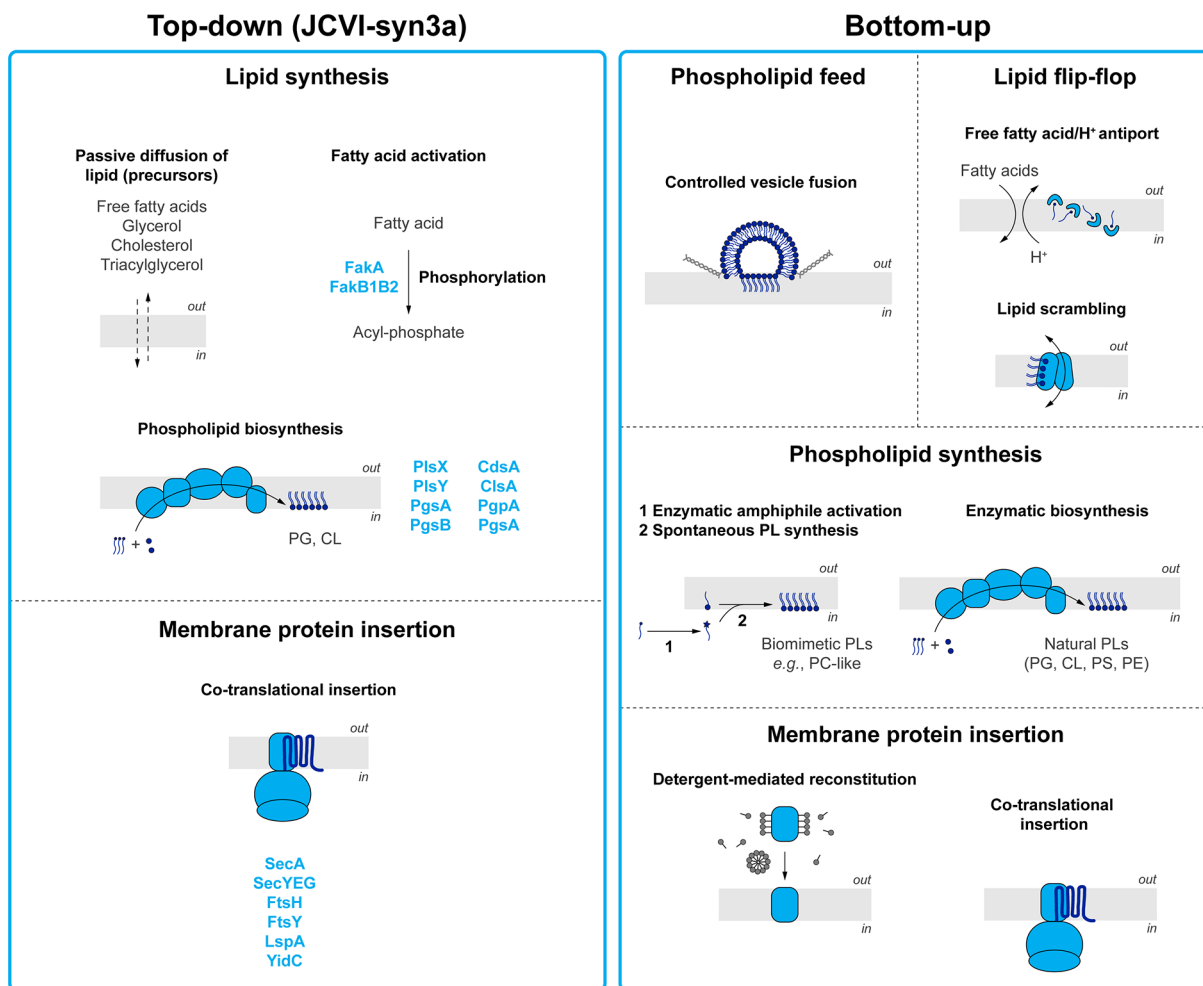 Top-down (JCVI-syn3a)
Lipid synthesis
Passive diffusion of
lipid (precursors)
Free fatty acids
Glycerol
Cholesterol
Triacylglycerol
out
in
Fatty acid activation
Fatty acid
FakA
FakB1B2
Phosphorylation
Acyl-phosphate
Phospholipid biosynthesis
out
in
+
PG, CL
PlsX
PlsY
PgsA
PgsB
CdsA
ClsA
PgpA
PgsA
Membrane protein insertion
Co-translational insertion
out
in
SecA
SecYEG
FtsH
FtsY
LspA
YidC
Bottom-up
Phospholipid feed
Controlled vesicle fusion
out
in
Lipid flip-flop
Free fatty acid/H⁺ antiport
Fatty acids
out
in
H⁺
Lipid scrambling
out
in
Phospholipid synthesis
1 Enzymatic amphiphile activation
2 Spontaneous PL synthesis
out
in
1
2
Biomimetic PLs
e.g., PC-like
Enzymatic biosynthesis
out
in
+
Natural PLs
(PG, CL, PS, PE)
Membrane protein insertion
Detergent-mediated reconstitution
out
in
Co-translational
insertion
out
in